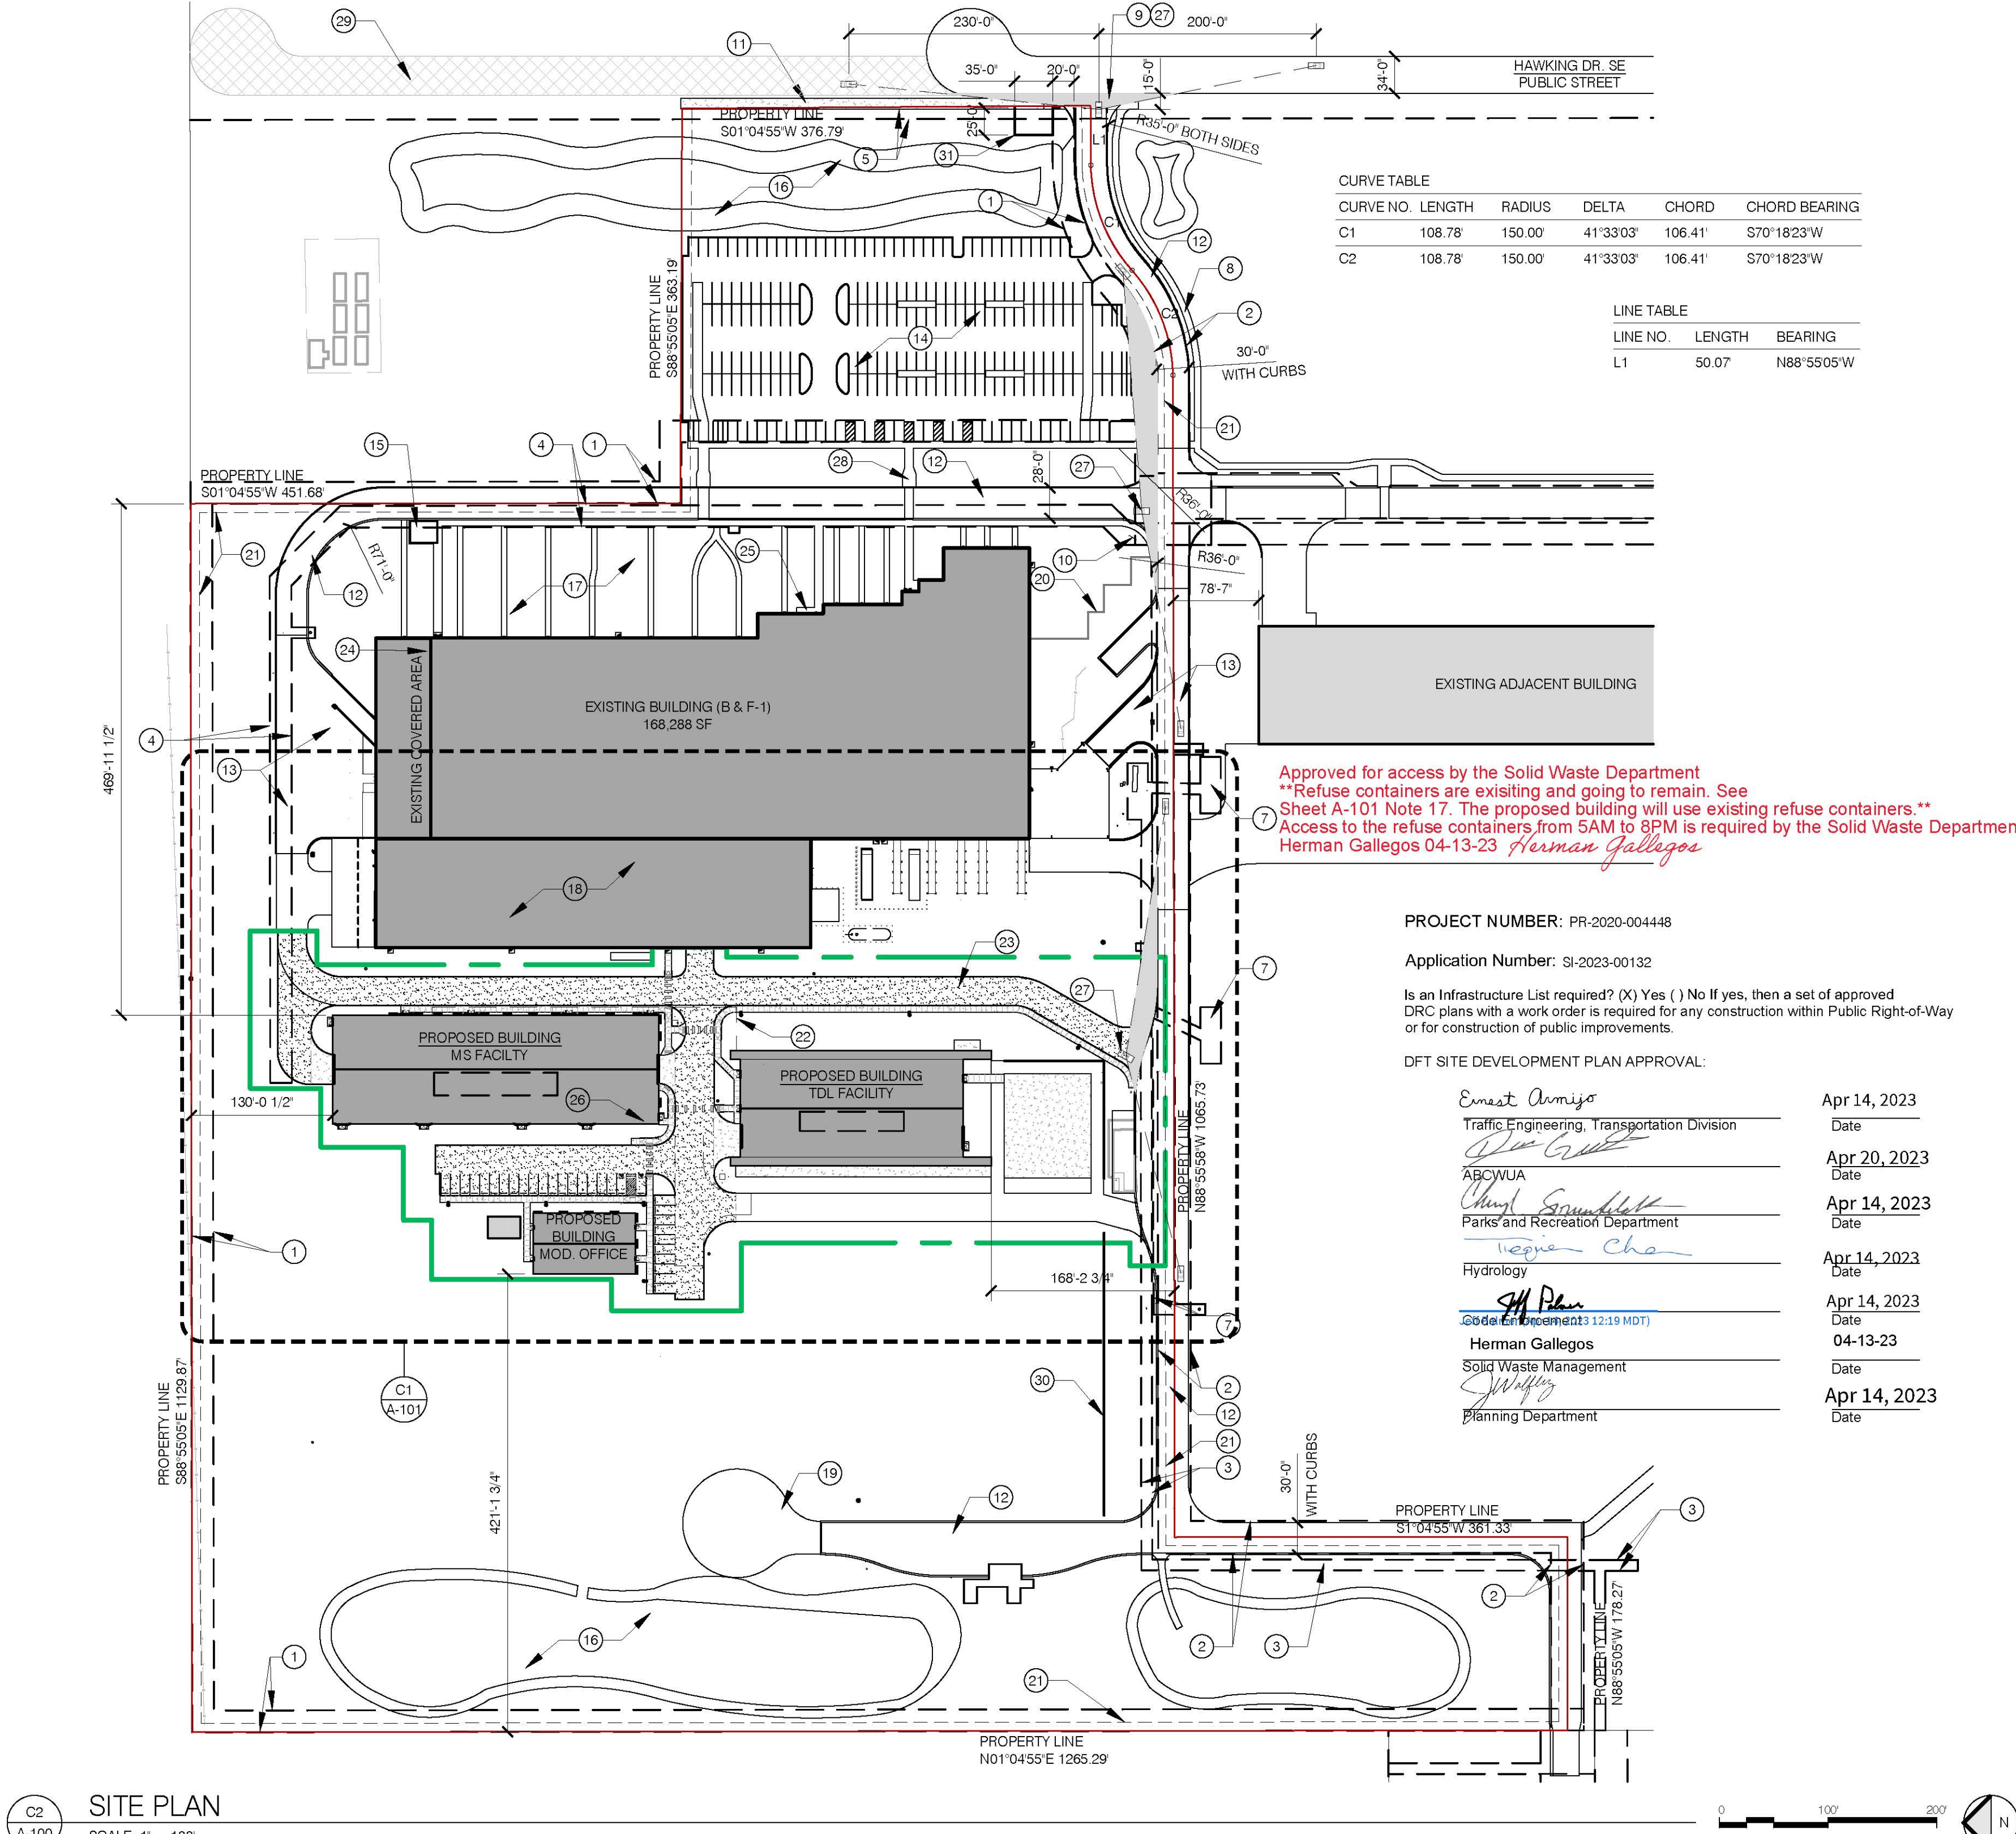 29
11
230'-0"
9
27
200'-0"
35'-0"
20'-0"
15'-0"
34'-0"
HAWKING DR. SE
PUBLIC STREET
PROPERTY LINE
S01°04'55"W 376.79'
25'-0"
5
31
L1
R35'-0" BOTH SIDES
16
1
C1
12
8
C2
2
30'-0"
WITH CURBS
14
21
PROPERTY LINE
S88°55'05"E 363.19'
CURVE TABLE
CURVE NO. LENGTH RADIUS DELTA CHORD CHORD BEARING
C1 108.78' 150.00' 41°33'03" 106.41' S70°18'23"W
C2 108.78' 150.00' 41°33'03" 106.41' S70°18'23"W
LINE TABLE
LINE NO. LENGTH BEARING
L1 50.07' N88°55'05"W
15
4
1
28
12
28'-0"
27
R36'-0"
PROPERTY LINE
S01°04'55"W 451.68'
21
R71'-0"
12
17
25
10
20
R36'-0"
78'-7"
24
EXISTING COVERED AREA
EXISTING BUILDING (B & F-1)
168,288 SF
13
EXISTING ADJACENT BUILDING
4
13
469'-11 1/2"
7
Approved for access by the Solid Waste Department
**Refuse containers are exisiting and going to remain. See
Sheet A-101 Note 17. The proposed building will use existing refuse containers.**
Access to the refuse containers from 5AM to 8PM is required by the Solid Waste Departmen
Herman Gallegos 04-13-23 Herman Gallegos
18
23
7
27
PROPOSED BUILDING
MS FACILTY
22
PROPOSED BUILDING
TDL FACILITY
26
130'-0 1/2"
PROPERTY LINE
N88°55'58"W 1065.73'
PROPOSED
BUILDING
MOD. OFFICE
1
168'-2 3/4"
7
PROJECT NUMBER: PR-2020-004448
Application Number: SI-2023-00132
Is an Infrastructure List required? (X) Yes ( ) No If yes, then a set of approved
DRC plans with a work order is required for any construction within Public Right-of-Way
or for construction of public improvements.
DFT SITE DEVELOPMENT PLAN APPROVAL:
Ernest Armijo Apr 14, 2023
Traffic Engineering, Transportation Division Date
Apr 20, 2023
ABCWUA Date
Apr 14, 2023
Parks and Recreation Department Date
Apr 14, 2023
Hydrology Date
Jeff Palmer Apr 14, 2023
Code Enforcement Date
12:19 MDT)
Herman Gallegos 04-13-23
Solid Waste Management Date
Apr 14, 2023
Planning Department Date
C1
A-101
30
2
12
21
3
PROPERTY LINE
S88°55'05"E 1129.87'
421'-1 3/4"
19
12
30'-0"
WITH CURBS
PROPERTY LINE
S1°04'55"W 361.33'
3
2
PROPERTY LINE
N88°55'05"W 178.27'
16
2
3
1
21
PROPERTY LINE
N01°04'55"E 1265.29'
C2
A-100
SITE PLAN
0 100' 200'
N